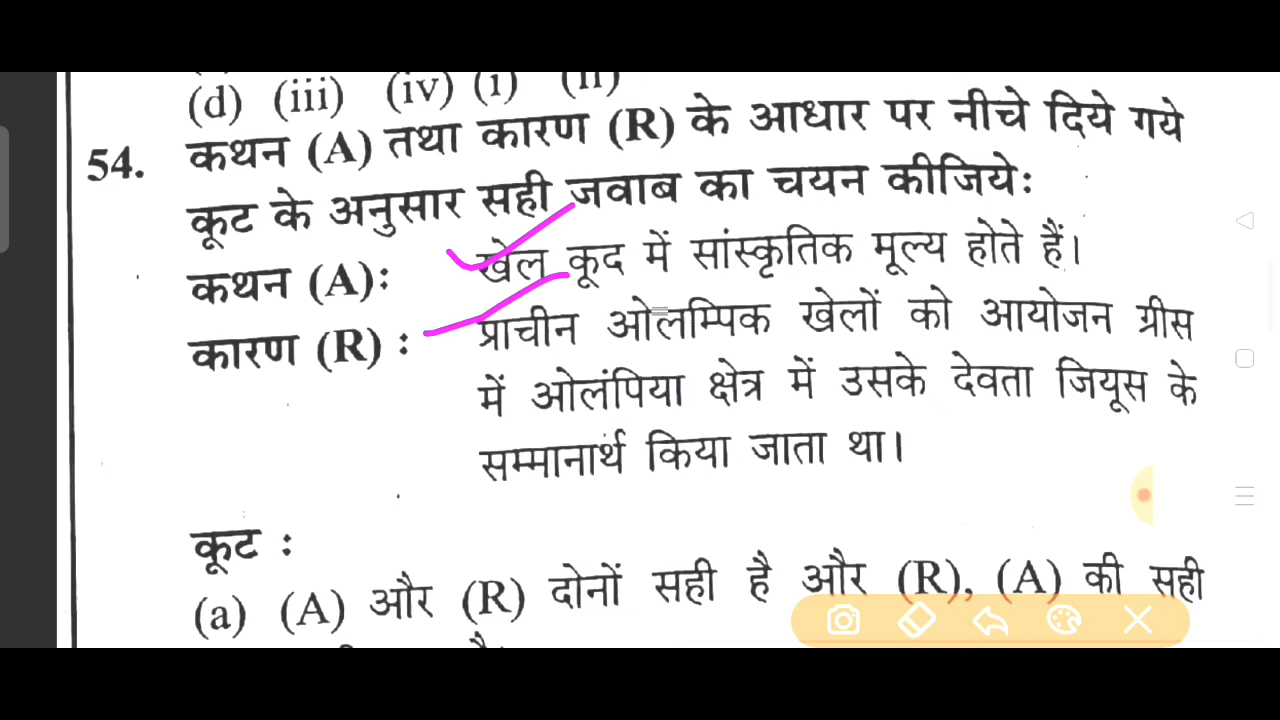 (d) (iii) (iv) (i) (ii)
54. कथन (A) तथा कारण (R) के आधार पर नीचे दिये गये
कूट के अनुसार सही जवाब का चयन कीजिये:
कथन (A): खेल कूद में सांस्कृतिक मूल्य होते हैं।
कारण (R) : प्राचीन ओलम्पिक खेलों को आयोजन ग्रीस
में ओलंपिया क्षेत्र में उसके देवता जियूस के
सम्मानार्थ किया जाता था।
कूट :
(a) (A) और (R) दोनों सही है और (R), (A) की सही